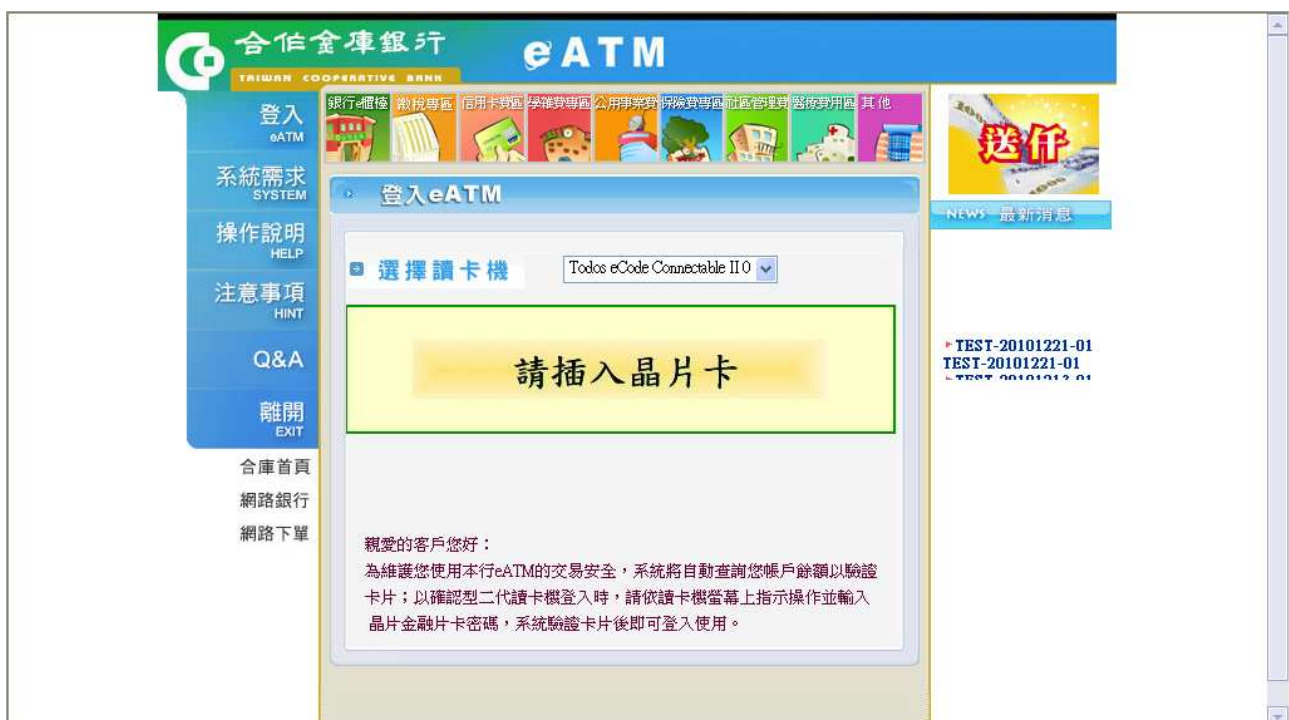 合作金庫銀行
TAIWAN COOPERATIVE BANK
eATM
登入
eATM
系統需求
SYSTEM
操作說明
HELP
注意事項
HINT
Q&A
離開
EXIT
合庫首頁
網路銀行
網路下單
銀行e櫃檯 繳稅專區 信用卡費區 學雜費專區 公用事業費 保險費專區 社區管理費 醫療費用區 其他
登入eATM
選擇讀卡機
Todos eCode Connectable II 0
請插入晶片卡
親愛的客戶您好：
為維護您使用本行eATM的交易安全，系統將自動查詢您帳戶餘額以驗證
卡片；以確認型二代讀卡機登入時，請依讀卡機螢幕上指示操作並輸入
晶片金融片卡密碼，系統驗證卡片後即可登入使用。
送仟
1000
NEWS 最新消息
TEST-20101221-01
TEST-20101221-01